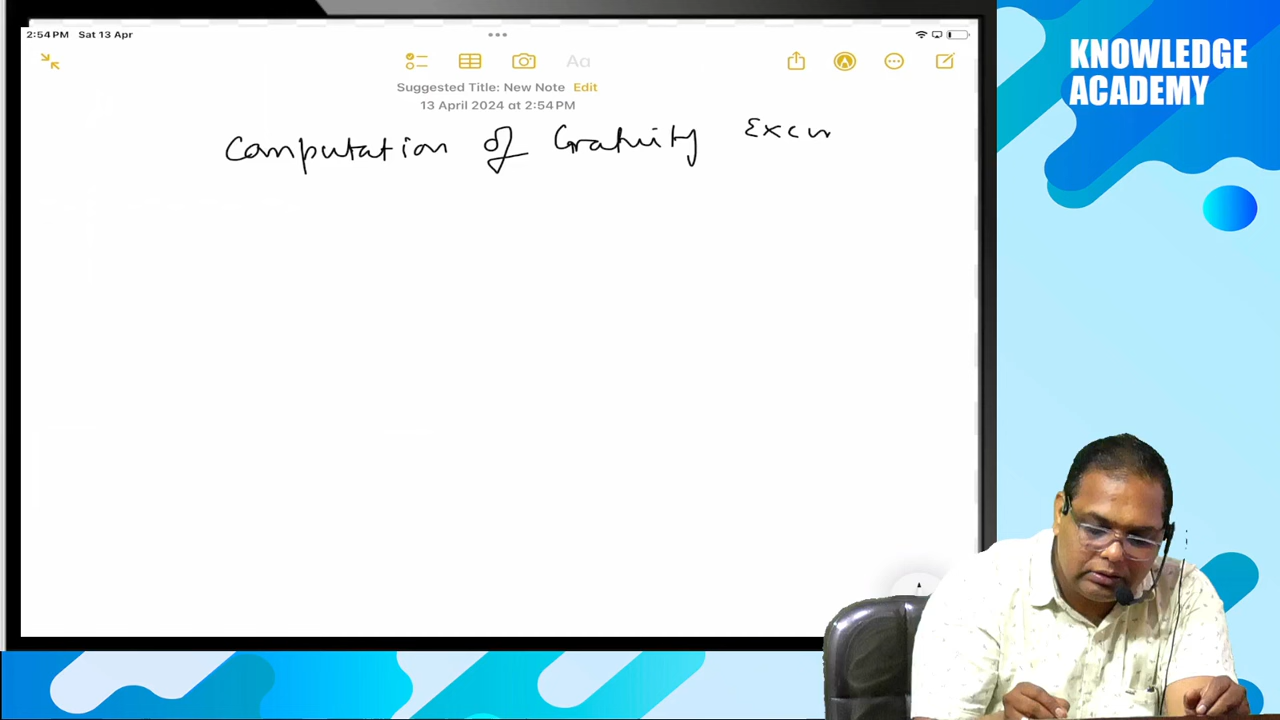 2:54 PM Sat 13 Apr
KNOWLEDGE
ACADEMY
Aa
Suggested Title: New Note Edit
13 April 2024 at 2:54 PM
Computation of Gratuity